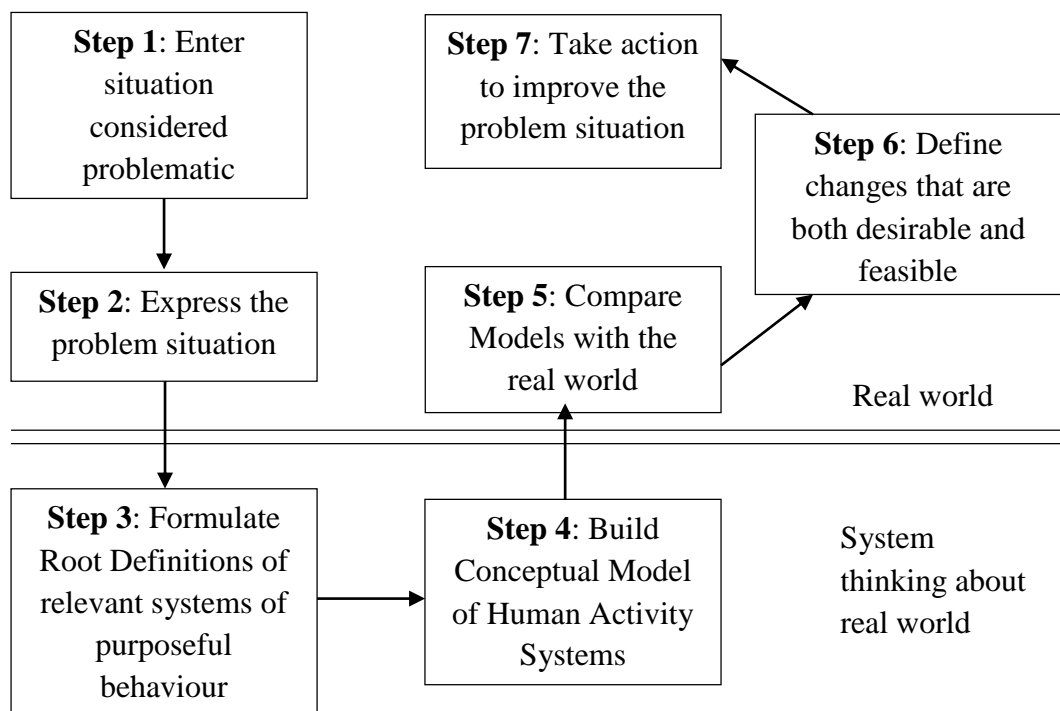 Step 1: Enter
situation
considered
problematic
Step 2: Express the
problem situation
Step 3: Formulate
Root Definitions of
relevant systems of
purposeful
behaviour
Step 4: Build
Conceptual Model
of Human Activity
Systems
Step 5: Compare
Models with the
real world
Step 6: Define
changes that are
both desirable and
feasible
Step 7: Take action
to improve the
problem situation
Real world
System
thinking about
real world